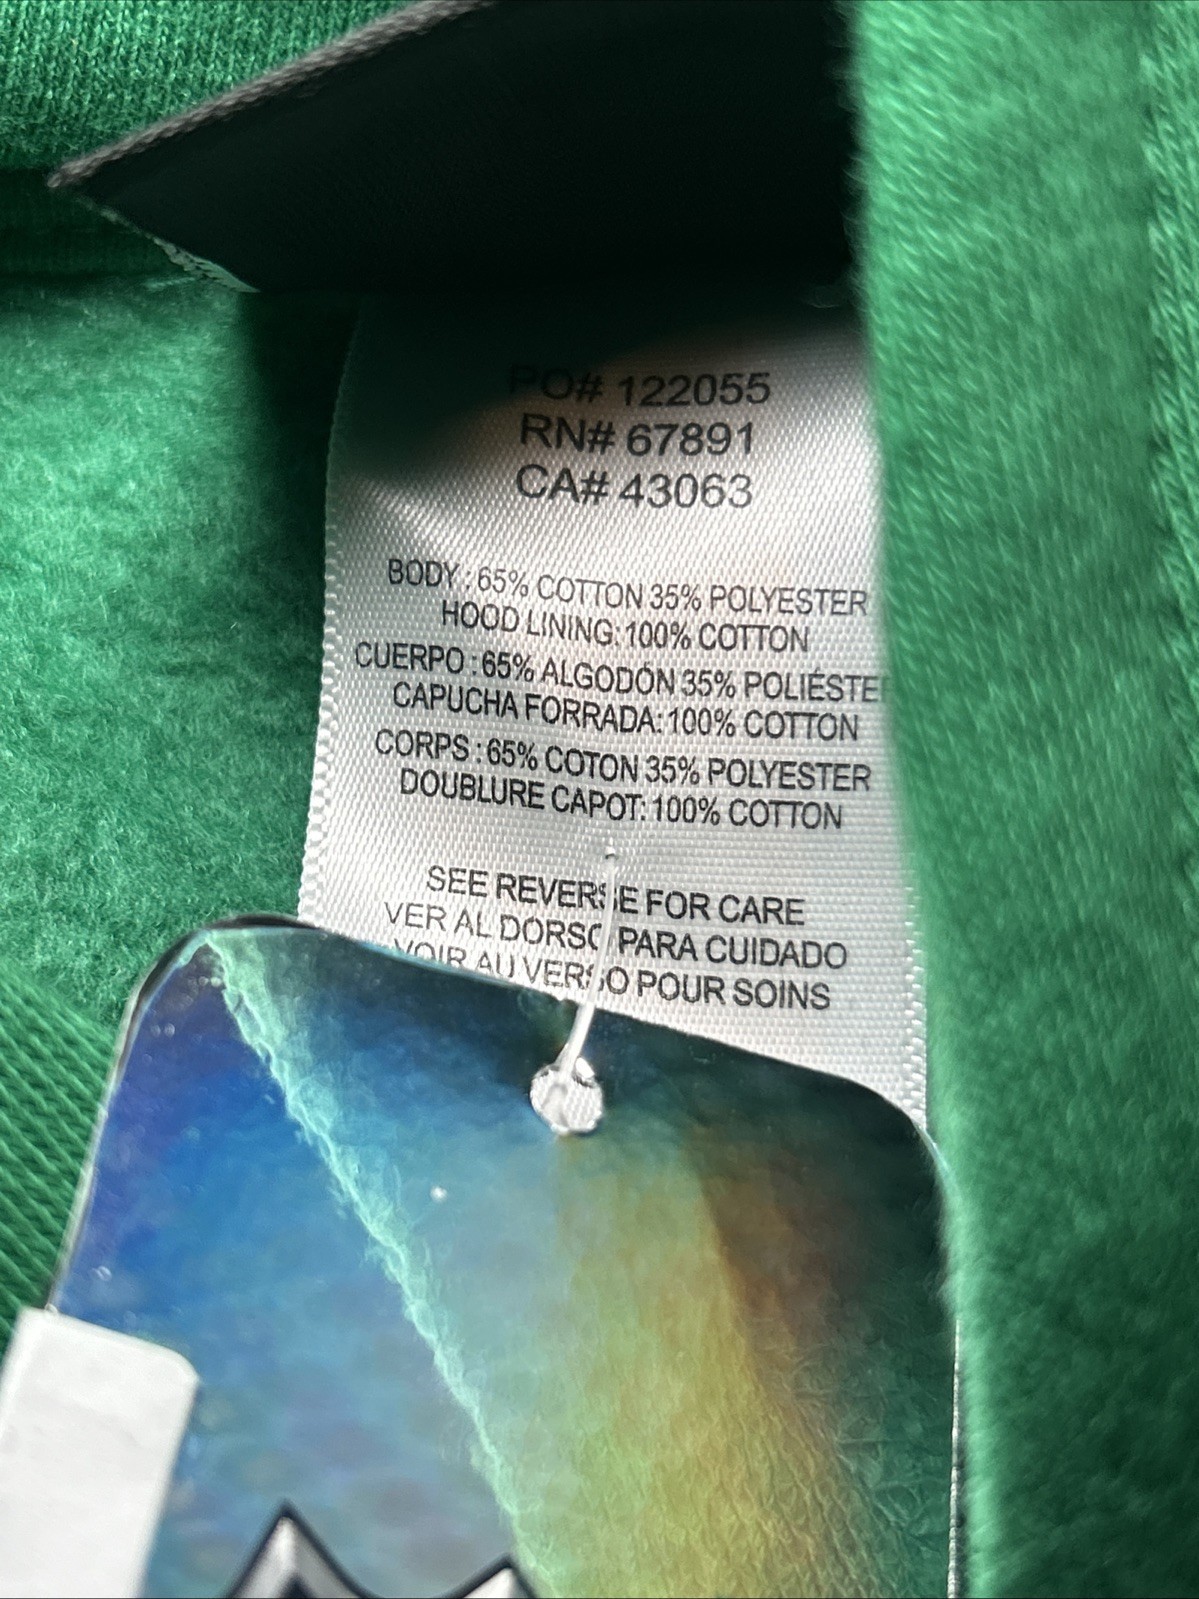 PO# 122055
RN# 67891
CA# 43063
BODY : 65% COTTON 35% POLYESTER
HOOD LINING: 100% COTTON
CUERPO : 65% ALGODÓN 35% POLIÉSTE
CAPUCHA FORRADA: 100% COTTON
CORPS : 65% COTON 35% POLYESTER
DOUBLURE CAPOT: 100% COTTON
SEE REVERSE FOR CARE
VER AL DORSO PARA CUIDADO
VOIR AU VERSO POUR SOINS